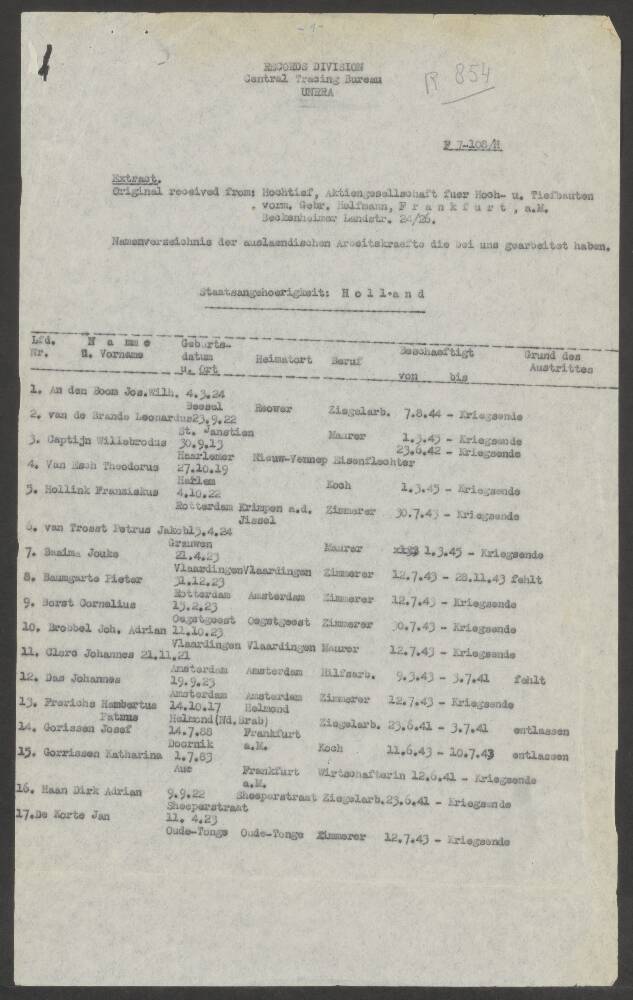 - 1 -
RECORDS DIVISION
Central Tracing Bureau
UNRRA
R 854
F 7-108/H
Extract.
Original received from: Hochtief, Aktiengesellschaft fuer Hoch- u. Tiefbauten
vorm. Gebr. Helfmann, F r a n k f u r t , a.M.
Bockenheimer Landstr. 24/26.
Namenverzeichnis der auslaendischen Arbeitskraefte die bei uns gearbeitet haben.
Staatsangehoerigkeit: H o l l a n d
Lfd. N a m e Geburts- Beschaeftigt Grund des
Nr. u. Vorname datum Heimatort Beruf Austrittes
u. Ort von bis
1. An den Boom Jos.Wilh. 4.3.24
Bessel Ziegelarb. 7.8.44 - Kriegsende
2. van de Brande Leonardus 23.9.22
St. Janstien Maurer 1.3.45 - Kriegsende
3. Captijn Willebrodus 30.9.13 23.6.42 - Kriegsende
Haarlemer Nieuw-Vennep Eisenflechter
4. Van Esch Theodorus 27.10.19
Harlem Koch 1.3.45 - Kriegsende
5. Hollink Franziskus 4.10.22
Rotterdam Krimpen a.d. Zimmerer 30.7.43 - Kriegsende
Jissel
6. van Trosst Petrus Jakob 15.4.24
Grauwen Maurer 1.3.45 - Kriegsende
7. Baaima Jouke 21.4.23
Vlaardingen Vlaardingen Zimmerer 12.7.43 - 28.11.43 fehlt
8. Baumgarte Pieter 31.12.23
Rotterdam Amsterdam Zimmerer 12.7.43 - Kriegsende
9. Borst Cornelius 13.2.23
Oegstgeest Oegstgeest Zimmerer 30.7.43 - Kriegsende
10. Brobbel Joh. Adrian 11.10.23
Vlaardingen Vlaardingen Maurer 12.7.43 - Kriegsende
11. Clerc Johannes 21.11.21
Amsterdam Amsterdam Hilfsarb. 9.3.43 - 3.7.41 fehlt
12. Das Johannes 19.9.23
Amsterdam Amsterdam Zimmerer 12.7.43 - Kriegsende
13. Frerichs Hambertus 14.10.17 Helmond
Patnus Helmond(Nd.Brab) Ziegelarb. 23.6.41 - 3.7.41 entlassen
14. Gorissen Josef 14.7.88 Frankfurt
Doornik a.M. Koch 11.6.43 - 10.7.43 entlassen
15. Gorrissen Katharina 1.7.83
Aue Frankfurt Wirtschafterin 12.6.41 - Kriegsende
a.M.
16. Haan Dirk Adrian 9.9.22 Sheeperstraat Ziegelarb. 23.6.41 - Kriegsende
Sheeperstraat
17. De Korte Jan 11. 4.23
Oude-Tonge Oude-Tonge Zimmerer 12.7.43 - Kriegsende